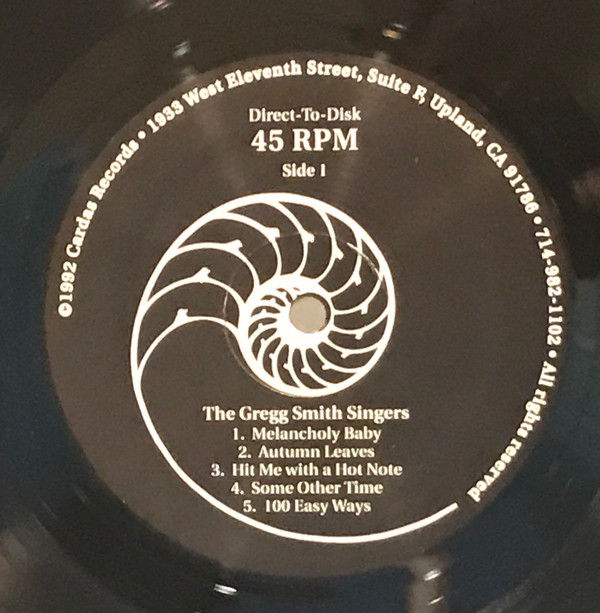 ©1992 Cardas Records • 1933 West Eleventh Street, Suite F, Upland, CA 91786 • 714-982-1102 • All rights reserved
Direct-To-Disk
45 RPM
Side 1
The Gregg Smith Singers
1. Melancholy Baby
2. Autumn Leaves
3. Hit Me with a Hot Note
4. Some Other Time
5. 100 Easy Ways